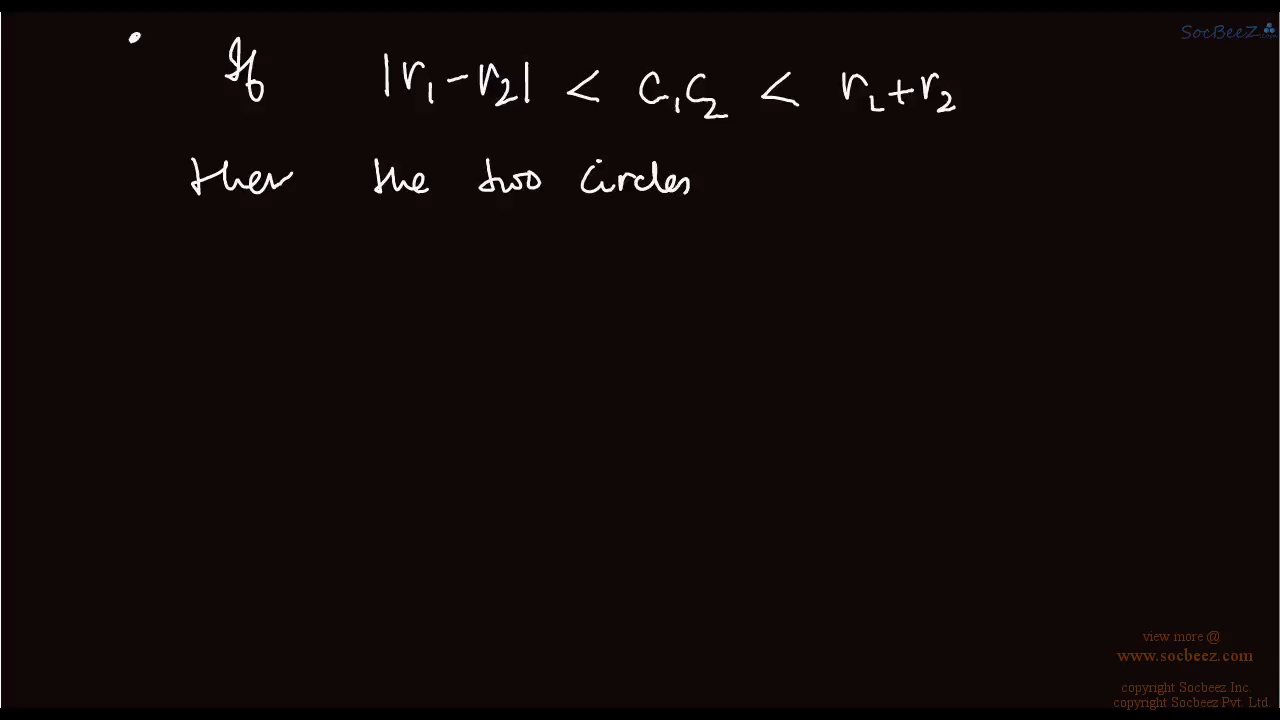 SocBeeZ.com
If |r₁-r₂| < C₁C₂ < r₁+r₂
then the two circles
view more @
www.socbeez.com
copyright Socbeez Inc.
copyright Socbeez Pvt. Ltd.